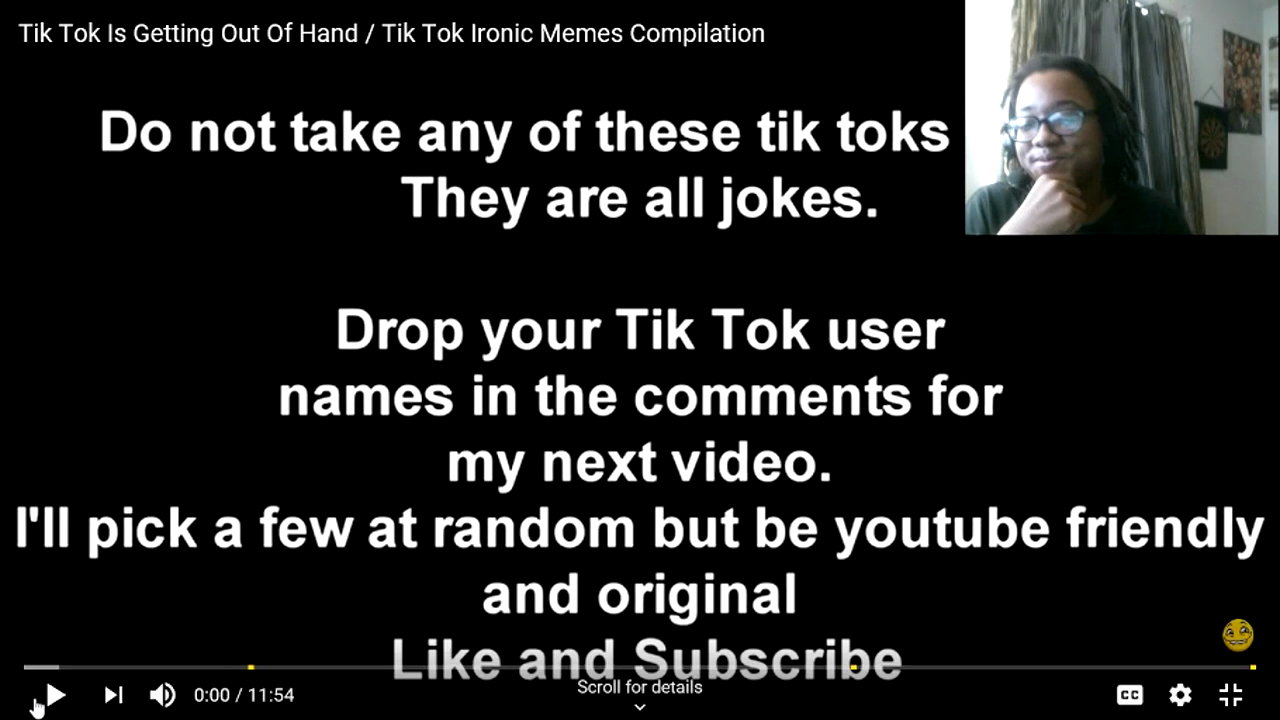 Tik Tok Is Getting Out Of Hand / Tik Tok Ironic Memes Compilation
Do not take any of these tik toks
They are all jokes.
Drop your Tik Tok user
names in the comments for
my next video.
I'll pick a few at random but be youtube friendly
and original
Like and Subscribe
Scroll for details
0:00 / 11:54
CC